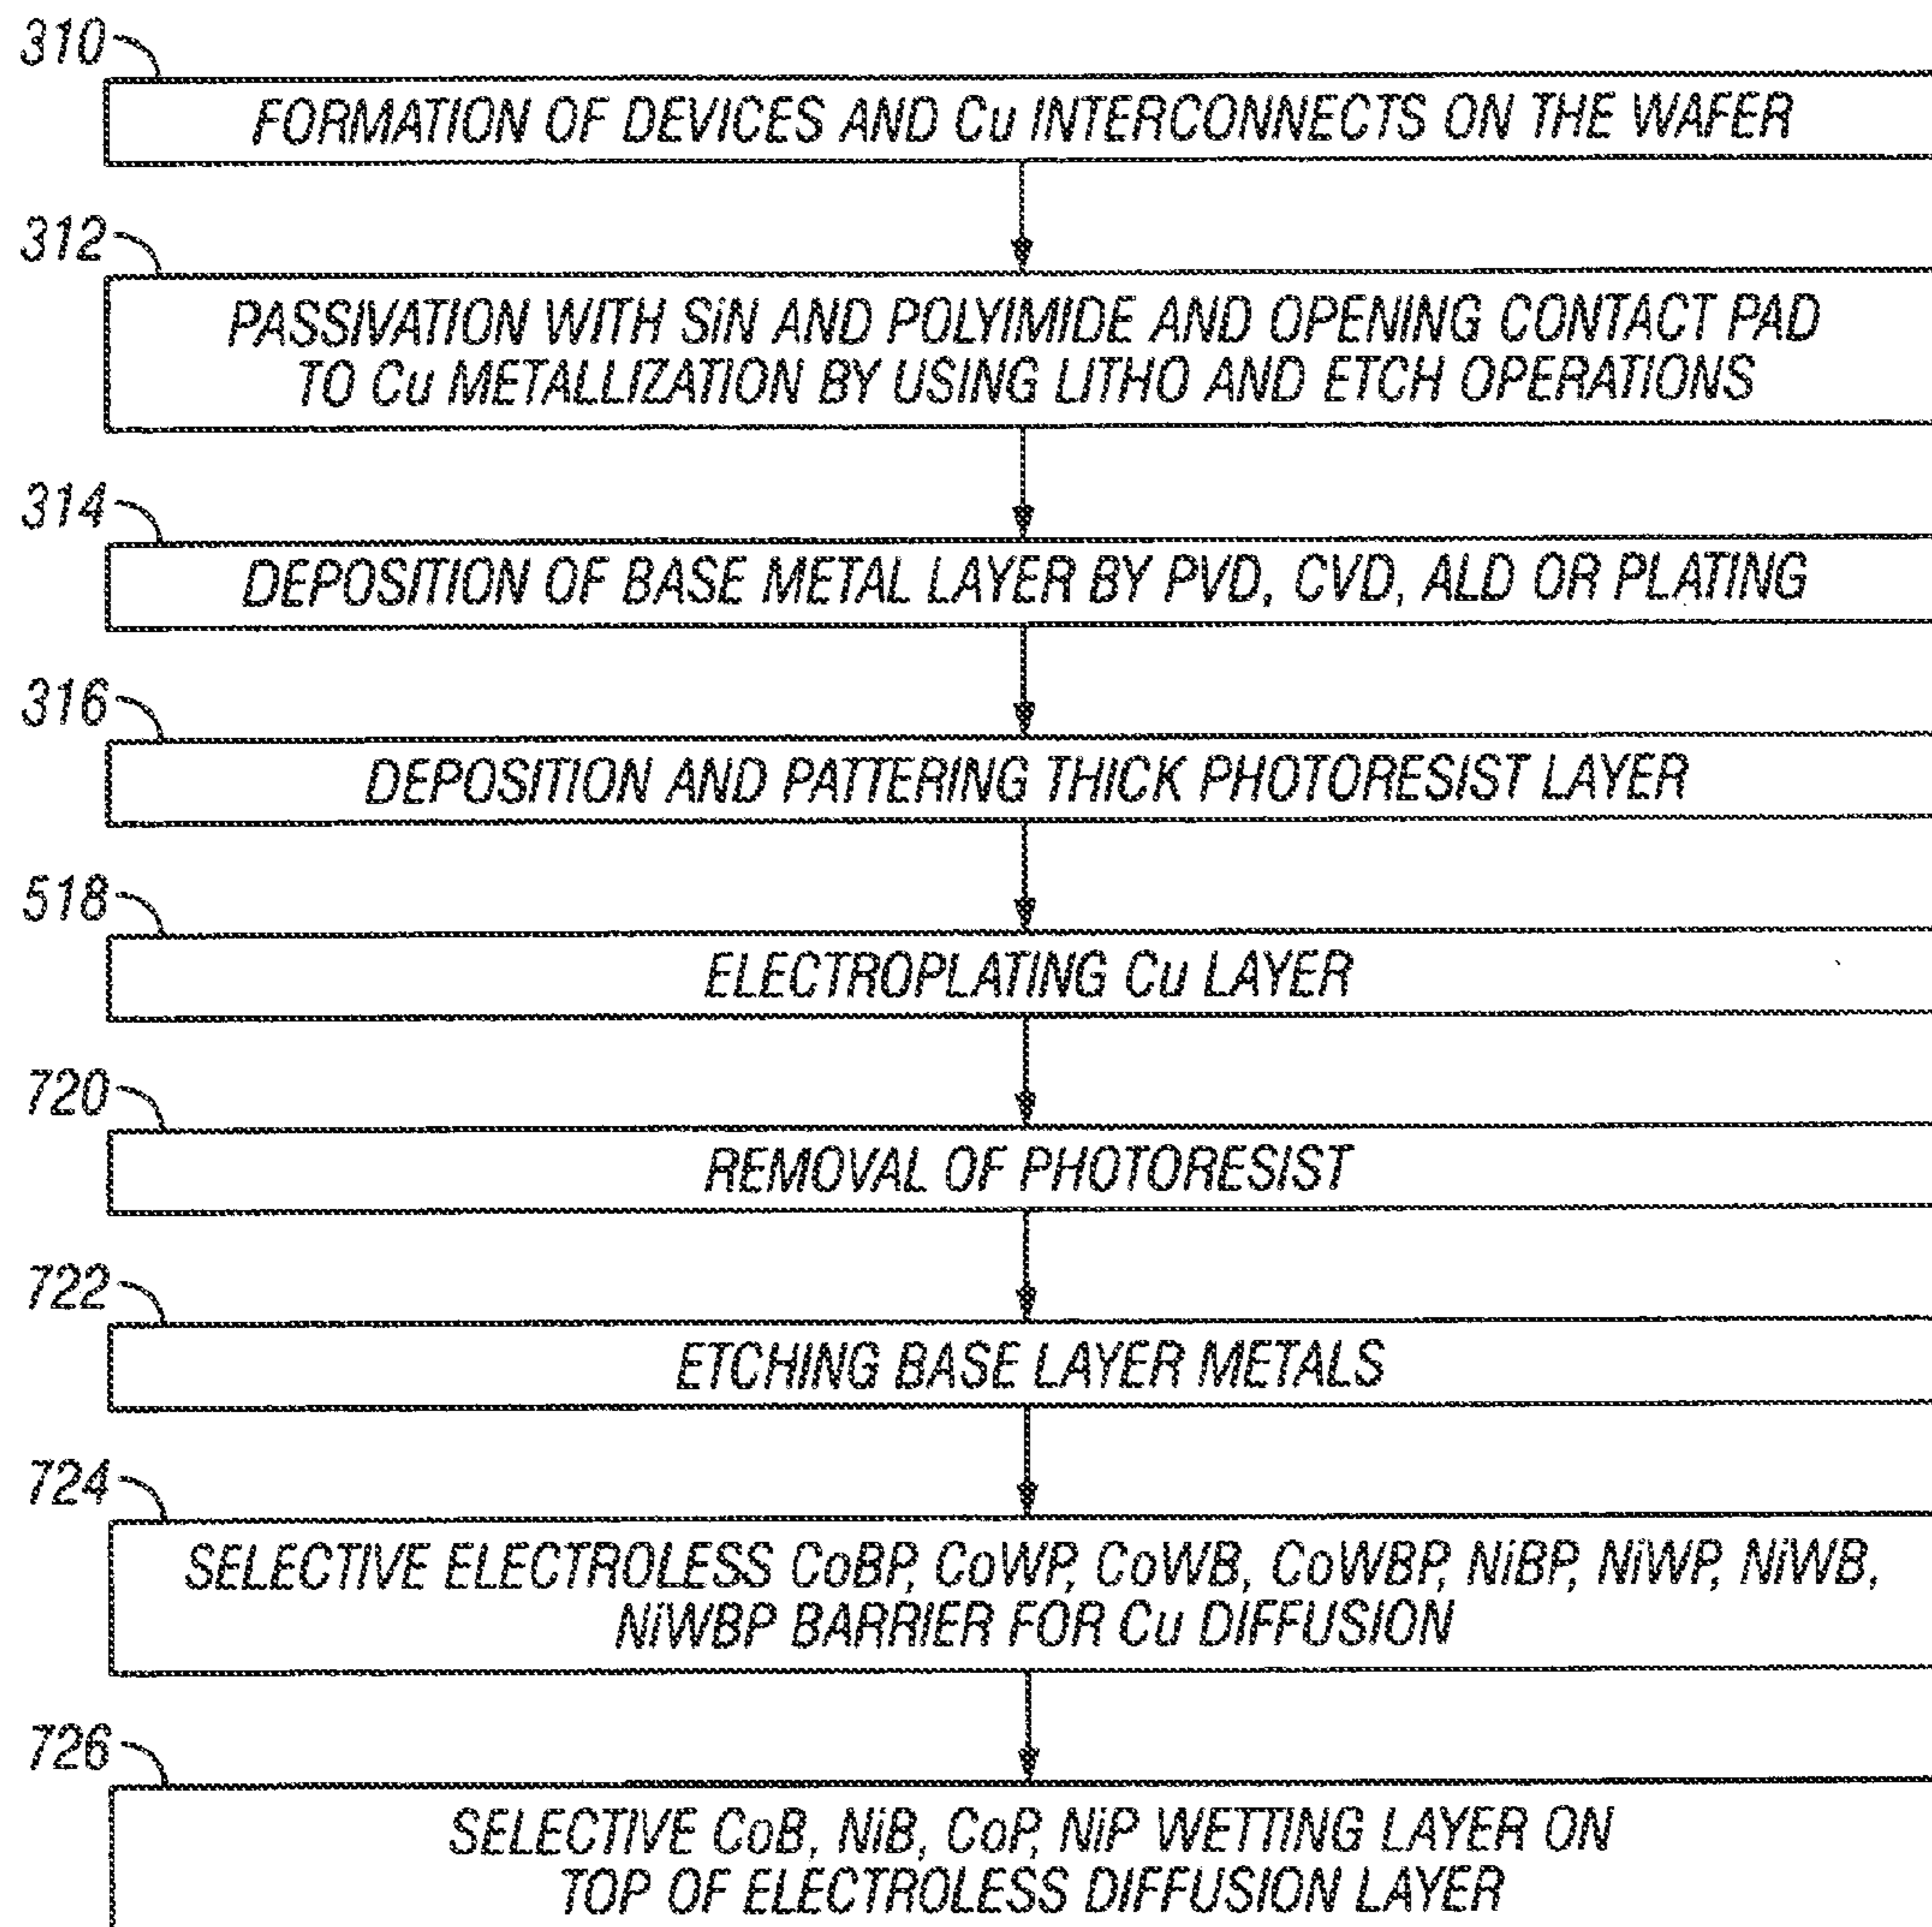 310
FORMATION OF DEVICES AND Cu INTERCONNECTS ON THE WAFER
312
PASSIVATION WITH SiN AND POLYIMIDE AND OPENING CONTACT PAD
TO Cu METALLIZATION BY USING LITHO AND ETCH OPERATIONS
314
DEPOSITION OF BASE METAL LAYER BY PVD, CVD, ALD OR PLATING
316
DEPOSITION AND PATTERING THICK PHOTORESIST LAYER
518
ELECTROPLATING Cu LAYER
720
REMOVAL OF PHOTORESIST
722
ETCHING BASE LAYER METALS
724
SELECTIVE ELECTROLESS CoBP, CoWP, CoWB, CoWBP, NiBP, NiWP, NiWB,
NiWBP BARRIER FOR Cu DIFFUSION
726
SELECTIVE CoB, NiB, CoP, NiP WETTING LAYER ON
TOP OF ELECTROLESS DIFFUSION LAYER